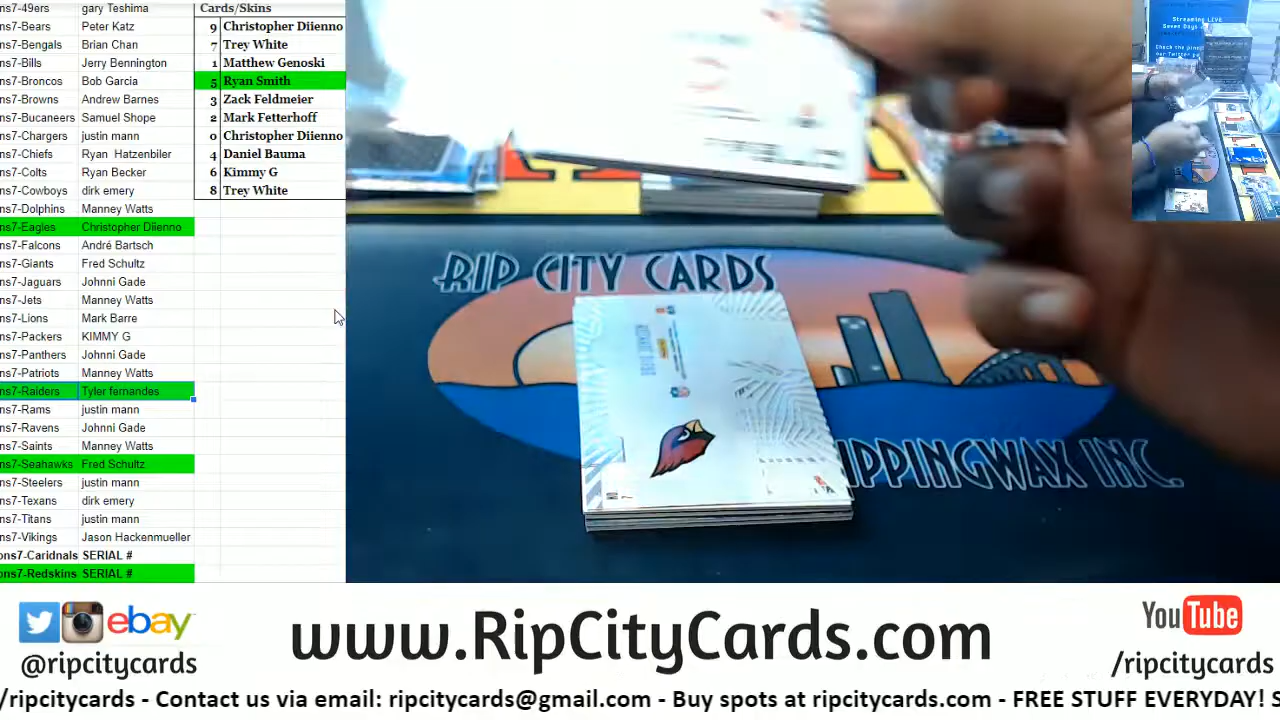 ns7-49ers gary Teshima
ns7-Bears Peter Katz
ns7-Bengals Brian Chan
ns7-Bills Jerry Bennington
ns7-Broncos Bob Garcia
ns7-Browns Andrew Barnes
ns7-Bucaneers Samuel Shope
ns7-Chargers justin mann
ns7-Chiefs Ryan Hatzenbiler
ns7-Colts Ryan Becker
ns7-Cowboys dirk emery
ns7-Dolphins Manney Watts
ns7-Eagles Christopher Diienno
ns7-Falcons André Bartsch
ns7-Giants Fred Schultz
ns7-Jaguars Johnni Gade
ns7-Jets Manney Watts
ns7-Lions Mark Barre
ns7-Packers KIMMY G
ns7-Panthers Johnni Gade
ns7-Patriots Manney Watts
ns7-Raiders Tyler fernandes
ns7-Rams justin mann
ns7-Ravens Johnni Gade
ns7-Saints Manney Watts
ns7-Seahawks Fred Schultz
ns7-Steelers justin mann
ns7-Texans dirk emery
ns7-Titans justin mann
ns7-Vikings Jason Hackenmueller
ons7-Caridnals SERIAL #
ons7-Redskins SERIAL #
Cards/Skins
9 Christopher Diienno
7 Trey White
1 Matthew Genoski
5 Ryan Smith
3 Zack Feldmeier
2 Mark Fetterhoff
0 Christopher Diienno
4 Daniel Bauma
6 Kimmy G
8 Trey White
Streaming LIVE
Seven Days
Check the
our Twitter
RIP CITY CARDS
RIPPINGWAX INC.
ebay
@ripcitycards
www.RipCityCards.com
YouTube
/ripcitycards
/ripcitycards - Contact us via email: ripcitycards@gmail.com - Buy spots at ripcitycards.com - FREE STUFF EVERYDAY! S